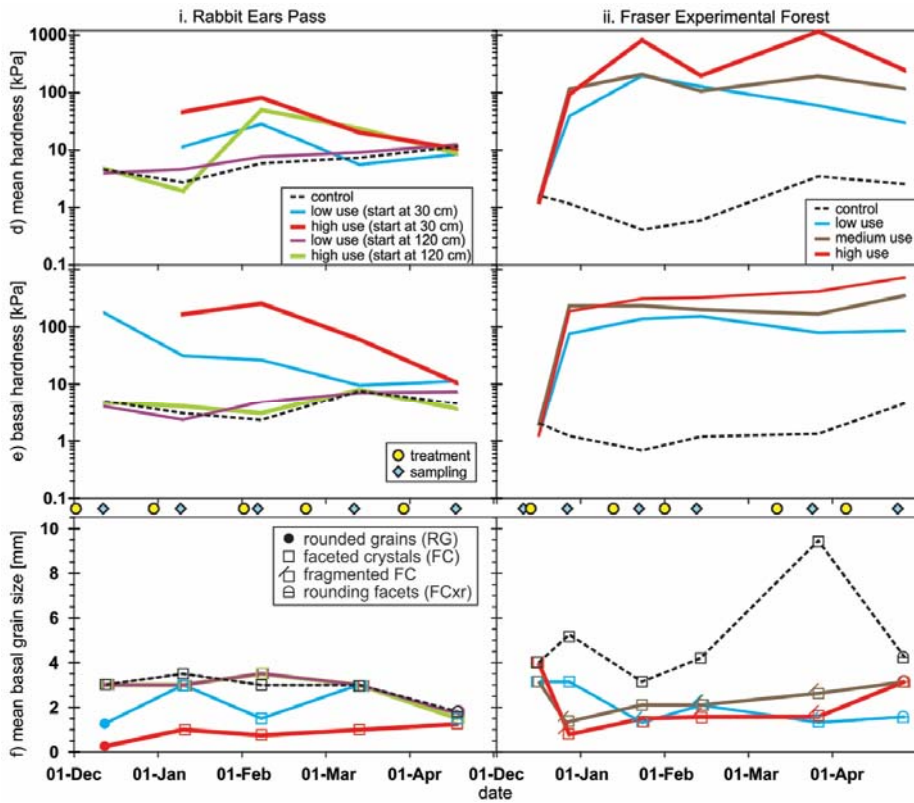 i. Rabbit Ears Pass
ii. Fraser Experimental Forest
d) mean hardness [kPa]
1000
100
10
1
0.1
control
low use (start at 30 cm)
high use (start at 30 cm)
low use (start at 120 cm)
high use (start at 120 cm)
control
low use
medium use
high use
e) basal hardness [kPa]
100
10
1
0.1
treatment
sampling
f) mean basal grain size [mm]
10
8
6
4
2
0
rounded grains (RG)
faceted crystals (FC)
fragmented FC
rounding facets (FCxr)
01-Dec 01-Jan 01-Feb 01-Mar 01-Apr 01-Dec 01-Jan 01-Feb 01-Mar 01-Apr
date